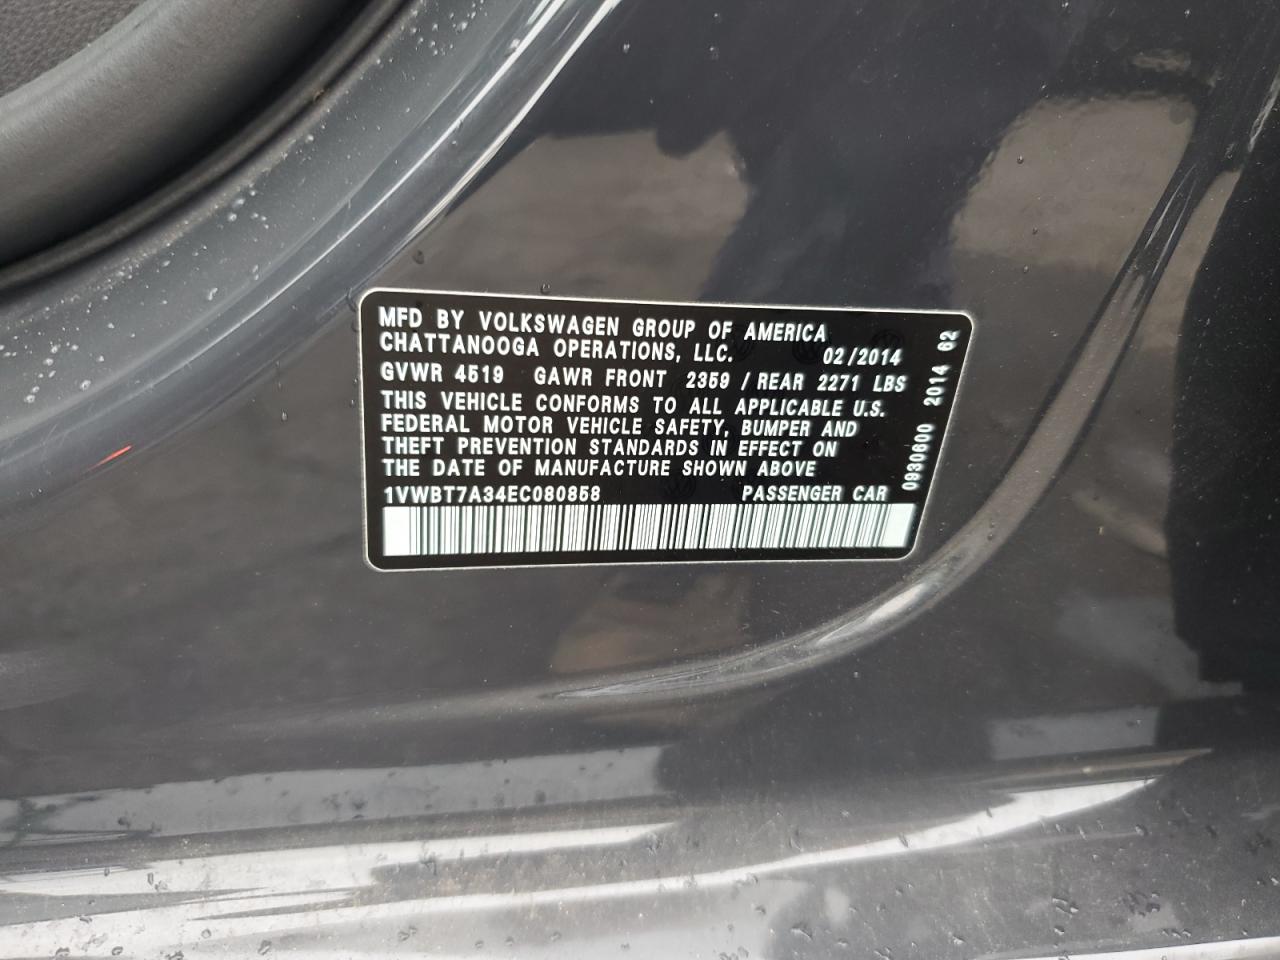 MFD BY VOLKSWAGEN GROUP OF AMERICA
CHATTANOOGA OPERATIONS, LLC. 02/2014
GVWR 4519 GAWR FRONT 2359 / REAR 2271 LBS
THIS VEHICLE CONFORMS TO ALL APPLICABLE U.S.
FEDERAL MOTOR VEHICLE SAFETY, BUMPER AND
THEFT PREVENTION STANDARDS IN EFFECT ON
THE DATE OF MANUFACTURE SHOWN ABOVE
1VWBT7A34EC080858 PASSENGER CAR
0930600 2014 62